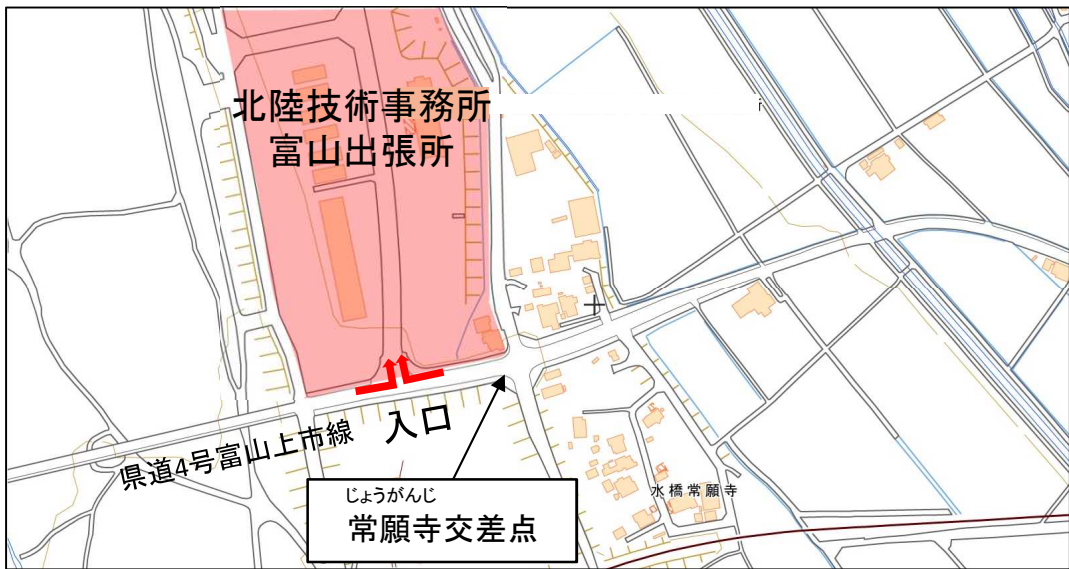 北陸技術事務所
富山出張所
県道4号富山上市線
入口
じょうがんじ
常願寺交差点
水橋常願寺